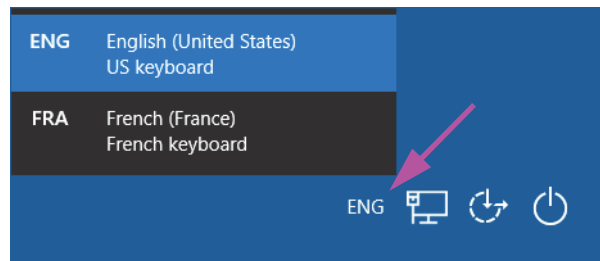 ENG English (United States)
US keyboard
FRA French (France)
French keyboard
ENG